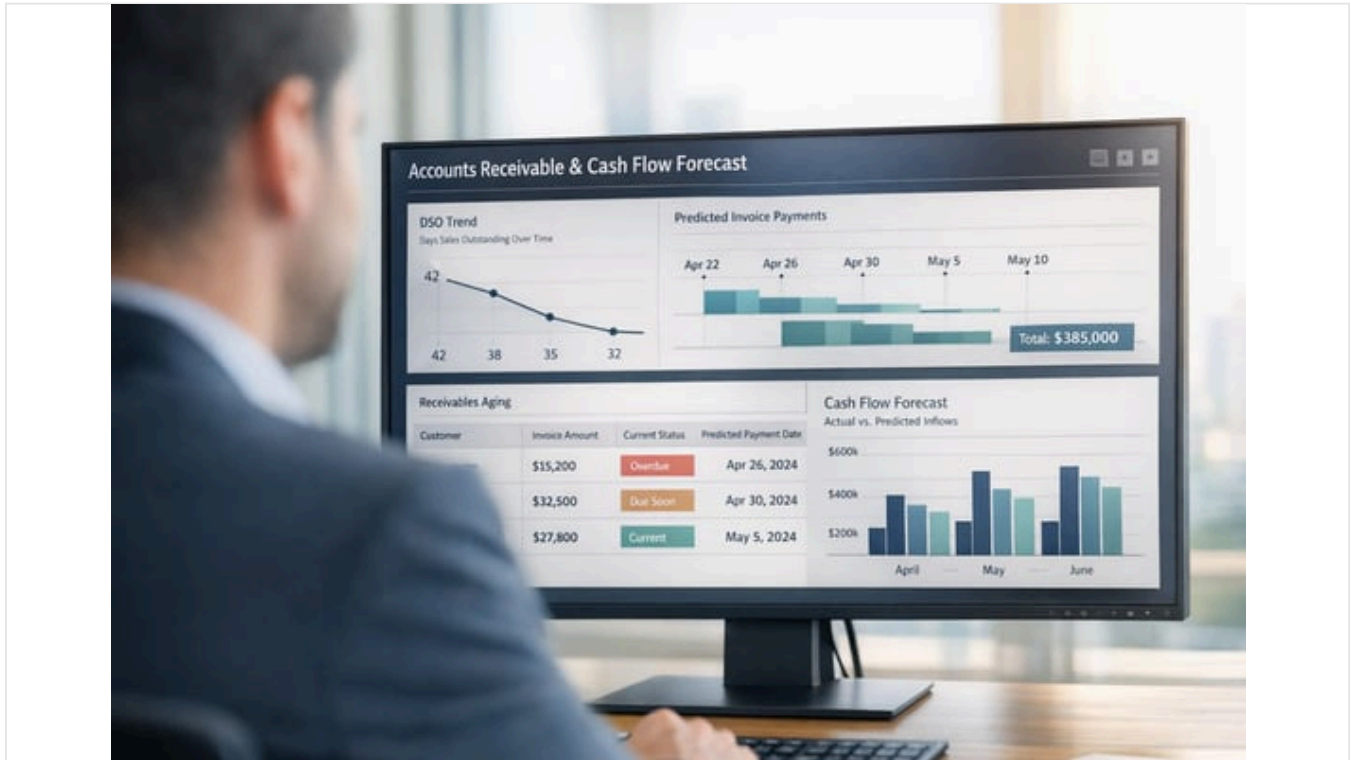 Accounts Receivable & Cash Flow Forecast
DSO Trend
Days Sales Outstanding Over Time
42
42 38 35 32
Predicted Invoice Payments
Apr 22 Apr 26 Apr 30 May 5 May 10
Total: $385,000
Receivables Aging
Customer Invoice Amount Current Status Predicted Payment Date
$15,200 Overdue Apr 26, 2024
$32,500 Due Soon Apr 30, 2024
$27,800 Current May 5, 2024
Cash Flow Forecast
Actual vs. Predicted Inflows
$600k
$400k
$200k
April May June